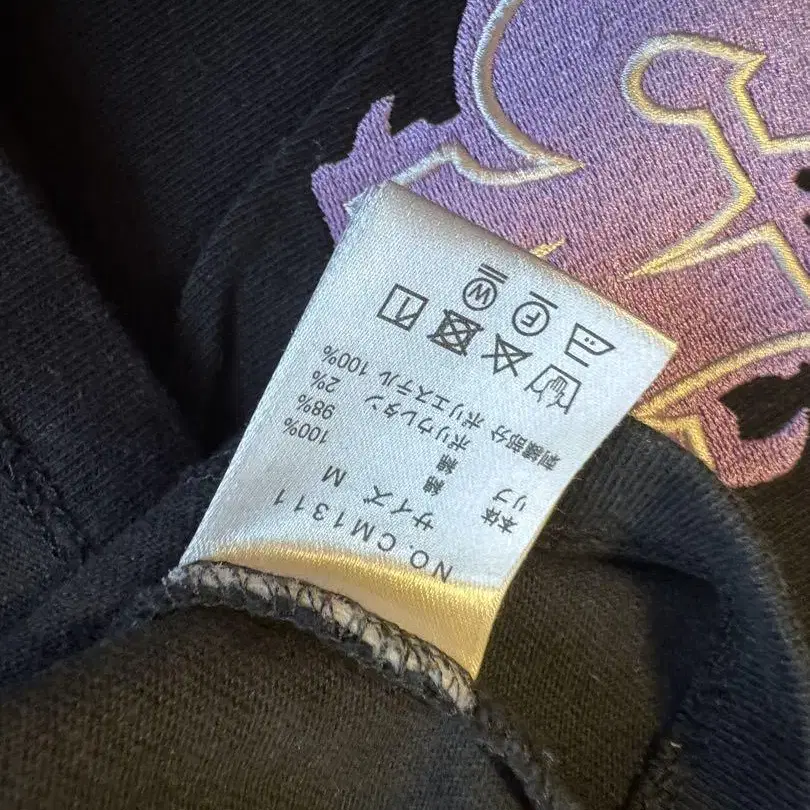 NO.CM1311
サイズ M
本体 綿 100%
リブ 綿 98%
ポリウレタン 2%
刺繍部分 ポリエステル 100%
F
W